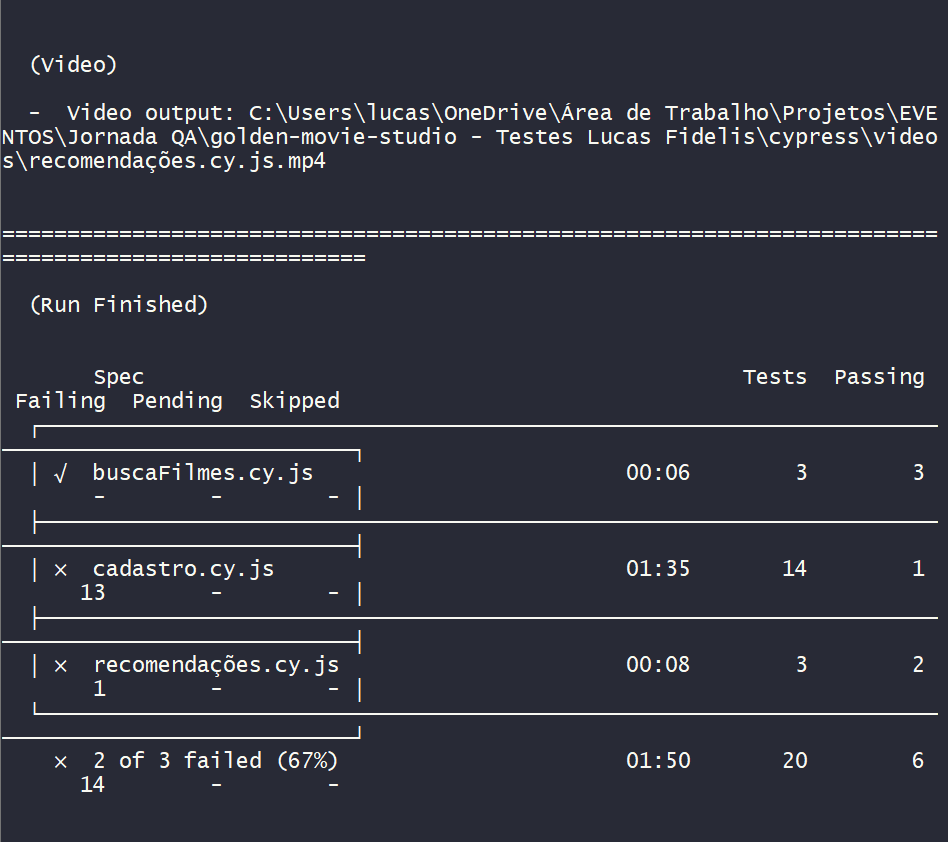 (Video)
-  Video output: C:\Users\lucas\OneDrive\Área de Trabalho\Projetos\EVE
NTOS\Jornada QA\golden-movie-studio - Testes Lucas Fidelis\cypress\video
s\recomendações.cy.js.mp4
========================================================================
============================
(Run Finished)
Spec Tests Passing
Failing Pending Skipped
√ buscaFilmes.cy.js 00:06 3 3
- - -
× cadastro.cy.js 01:35 14 1
13 - -
× recomendações.cy.js 00:08 3 2
1 - -
× 2 of 3 failed (67%) 01:50 20 6
14 - -